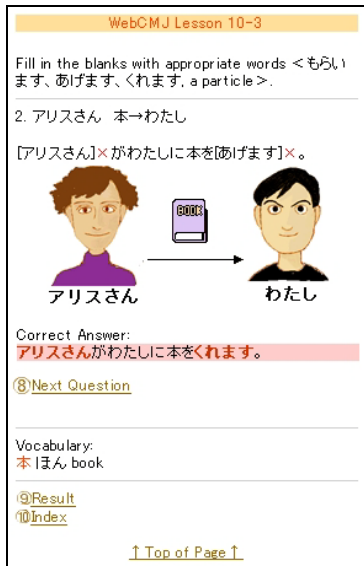 WebCMJ Lesson 10-3
Fill in the blanks with appropriate words <もらい
ます、あげます、くれます, a particle>.
2. アリスさん 本→わたし
[アリスさん]×がわたしに本を[あげます]×。
BOOK
アリスさん
わたし
Correct Answer:
アリスさんがわたしに本をくれます。
⑧Next Question
Vocabulary:
本 ほん book
⑨Result
⑩Index
↑Top of Page↑